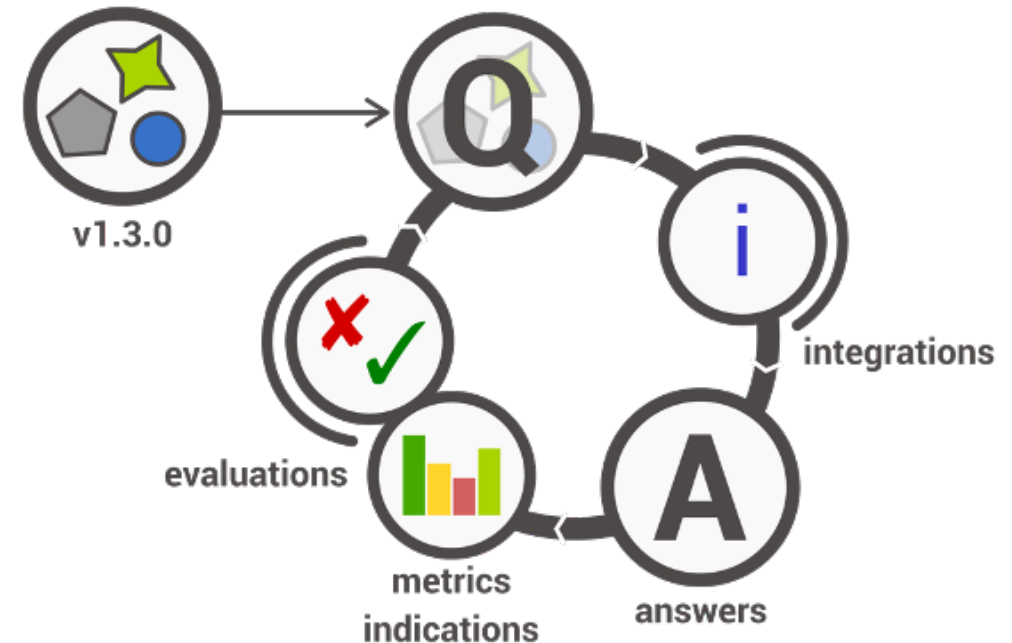 Q
v1.3.0
i
integrations
evaluations
A
metrics
indications
answers